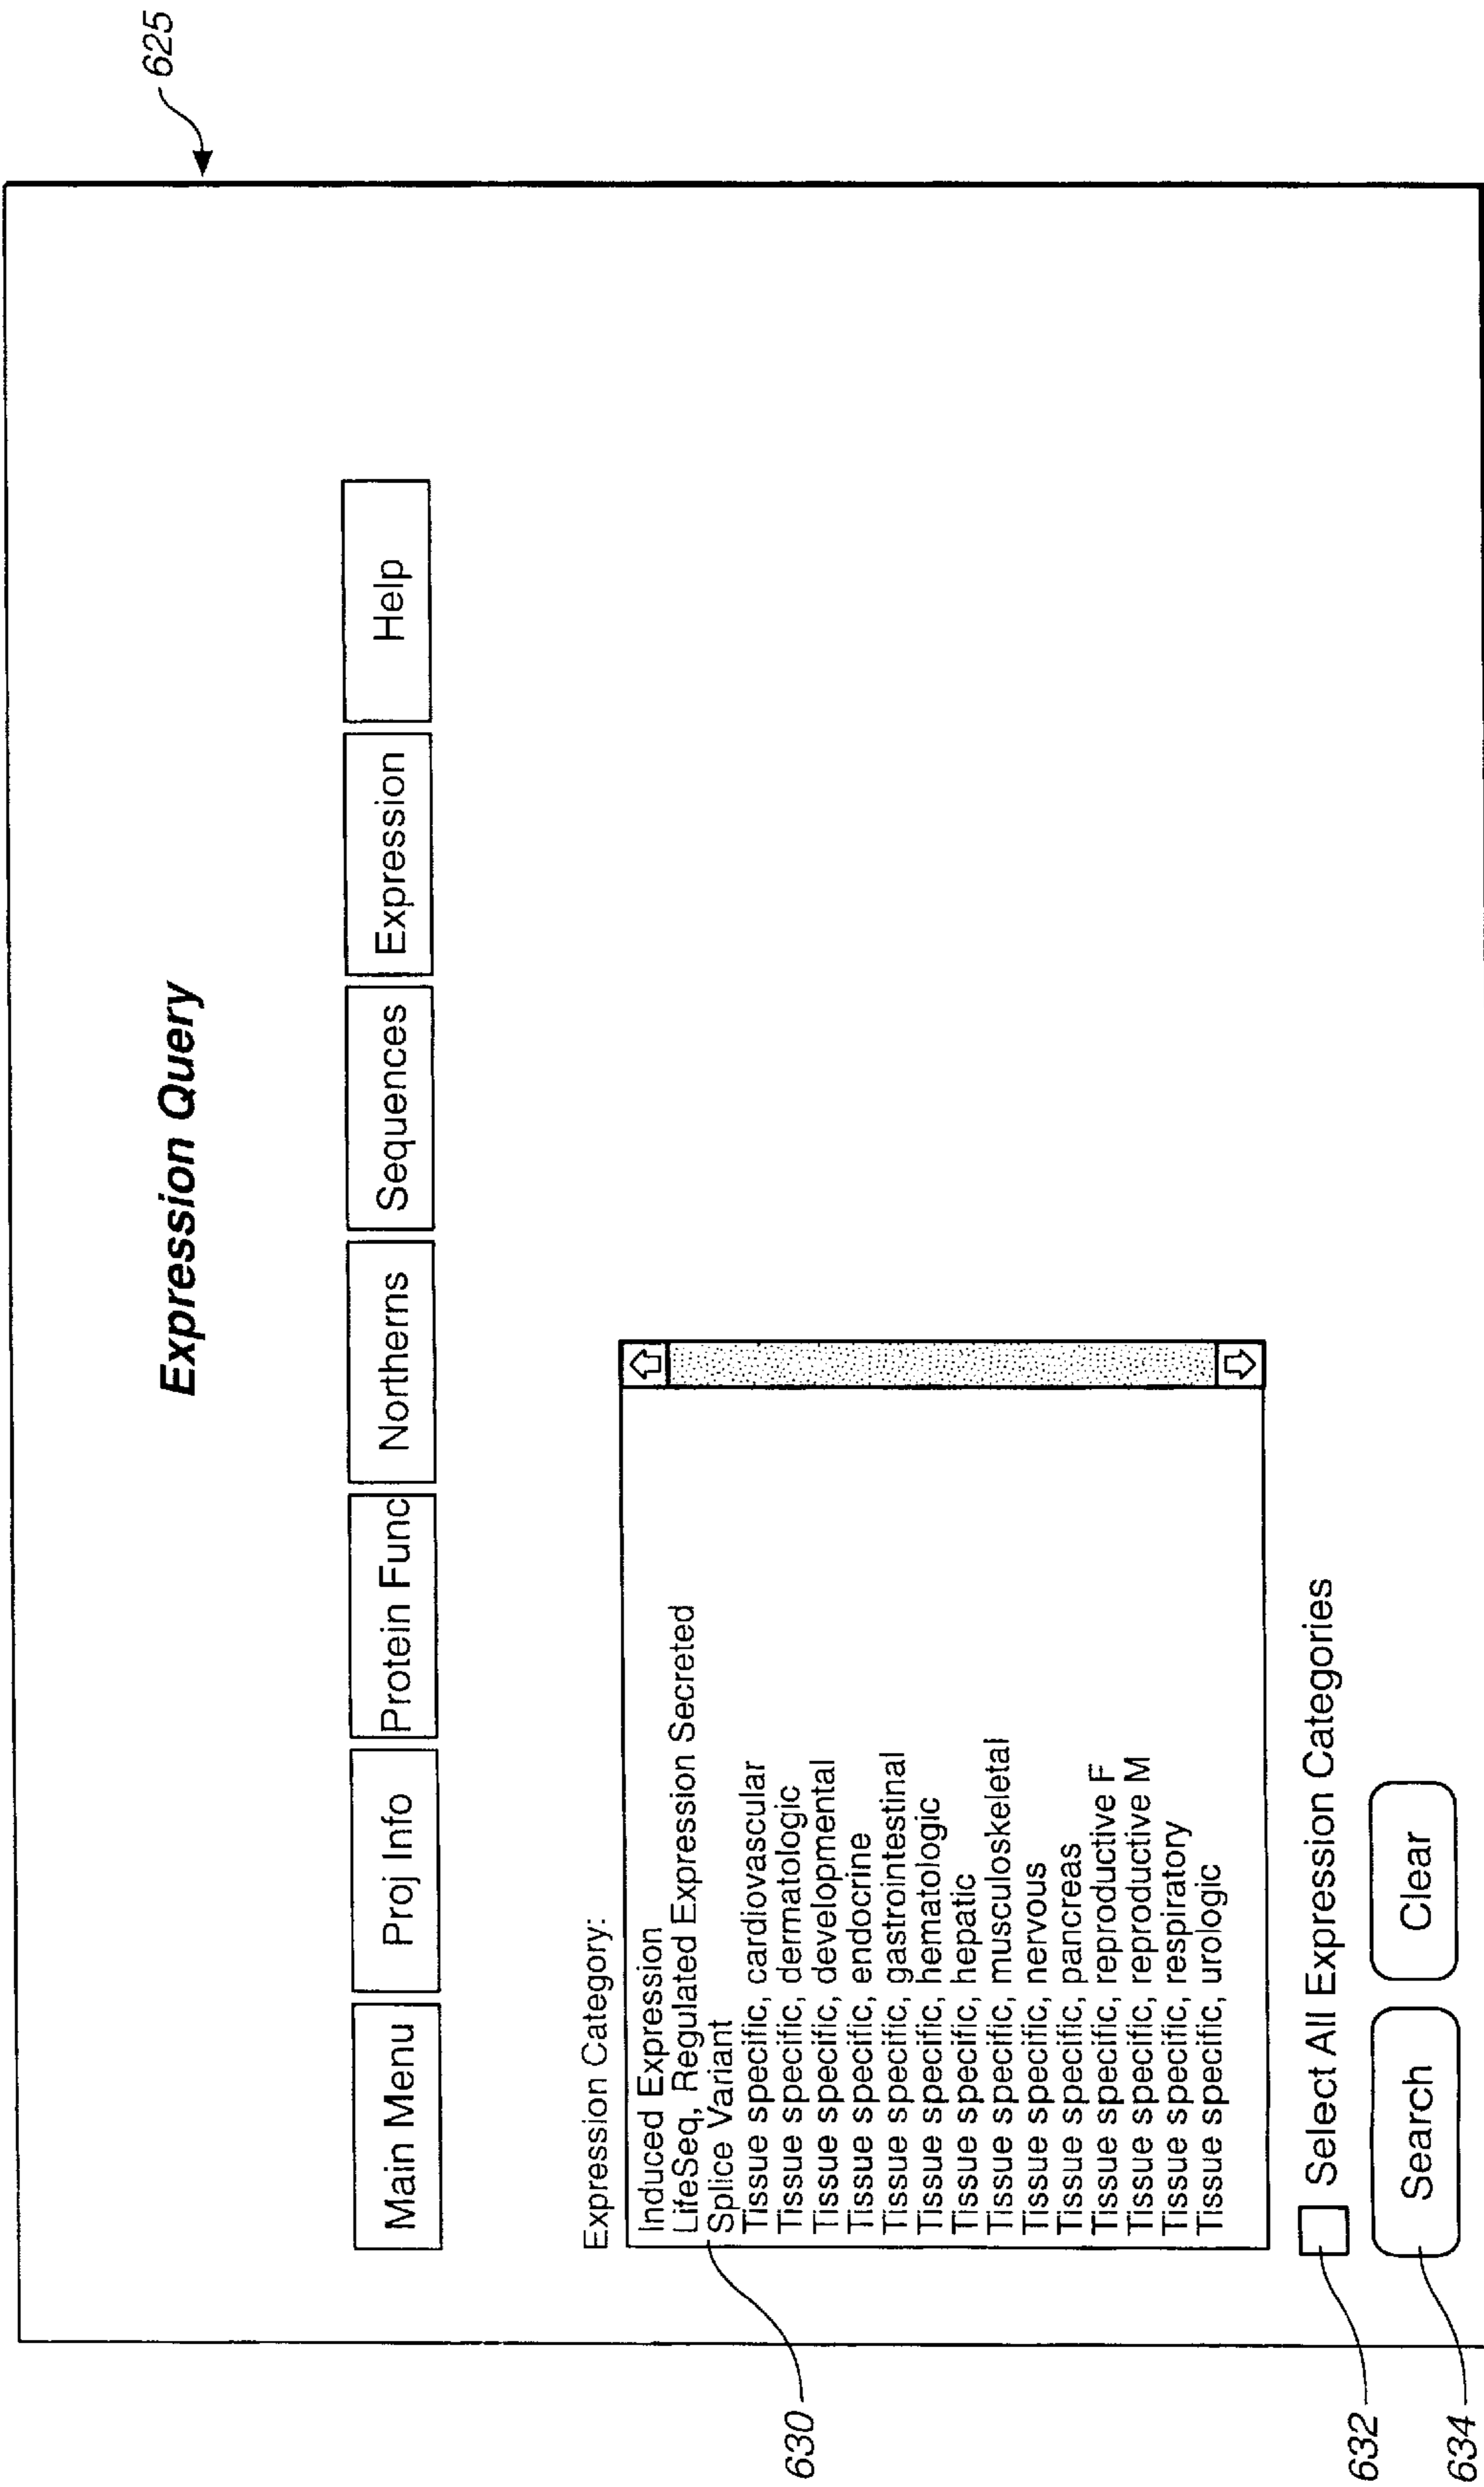 625
Expression Query
Main Menu Proj Info Protein Func Northerns Sequences Expression Help
Expression Category:
Induced Expression
LifeSeq, Regulated Expression Secreted
Splice Variant
Tissue specific, cardiovascular
Tissue specific, dermatologic
Tissue specific, developmental
Tissue specific, endocrine
Tissue specific, gastrointestinal
Tissue specific, hematologic
Tissue specific, hepatic
Tissue specific, musculoskeletal
Tissue specific, nervous
Tissue specific, pancreas
Tissue specific, reproductive F
Tissue specific, reproductive M
Tissue specific, respiratory
Tissue specific, urologic
630
Select All Expression Categories
632
Search Clear
634